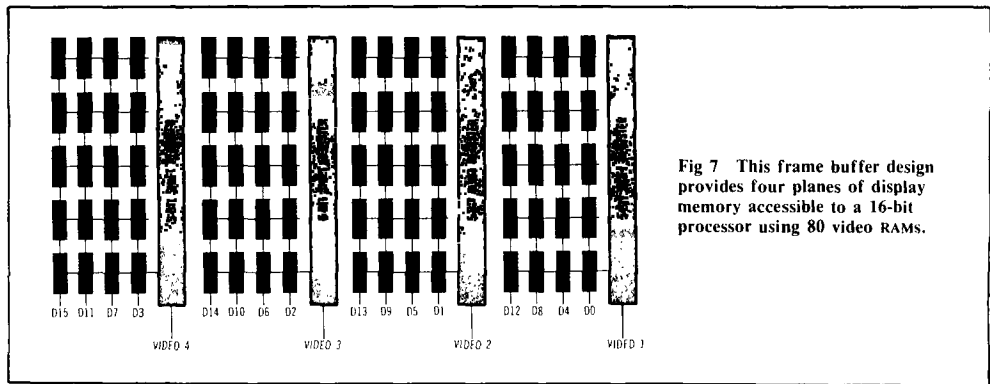 Fig 7 This frame buffer design
provides four planes of display
memory accessible to a 16-bit
processor using 80 video RAMs.
D15 D11 D7 D3 D14 D10 D6 D2 D13 D9 D5 D1 D12 D8 D4 D0
VIDEO 4 VIDEO 3 VIDEO 2 VIDEO 1